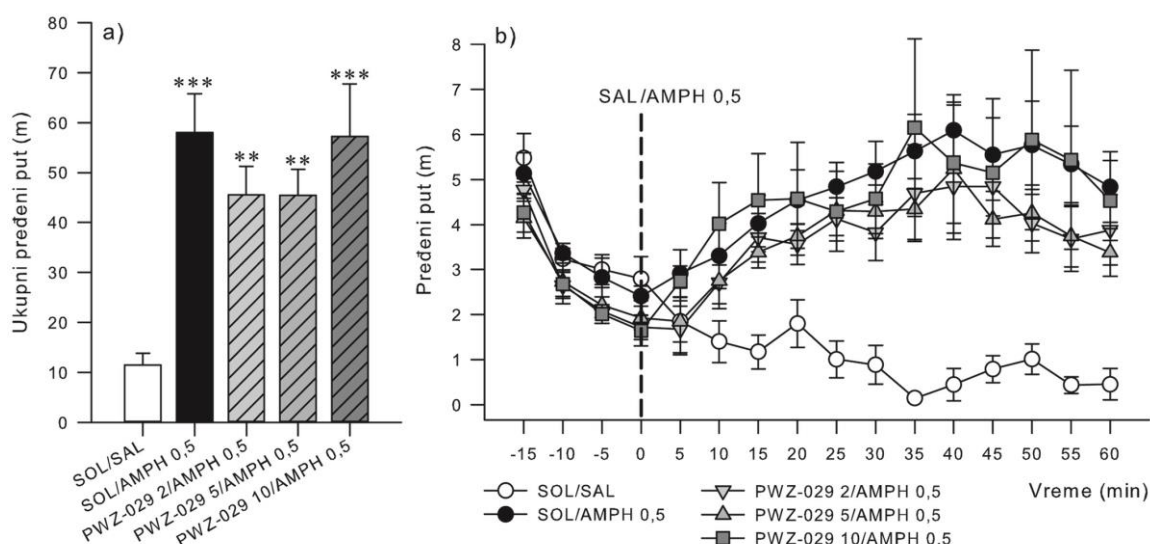 a)
Ukupni pređeni put (m)
80
70
60
50
40
30
20
10
0
***
**
**
***
SOL/SAL
SOL/AMPH 0,5
PWZ-029 2/AMPH 0,5
PWZ-029 5/AMPH 0,5
PWZ-029 10/AMPH 0,5
b)
Pređeni put (m)
8
7
6
5
4
3
2
1
0
SAL/AMPH 0,5
-15 -10 -5 0 5 10 15 20 25 30 35 40 45 50 55 60
Vreme (min)
SOL/SAL
SOL/AMPH 0,5
PWZ-029 2/AMPH 0,5
PWZ-029 5/AMPH 0,5
PWZ-029 10/AMPH 0,5